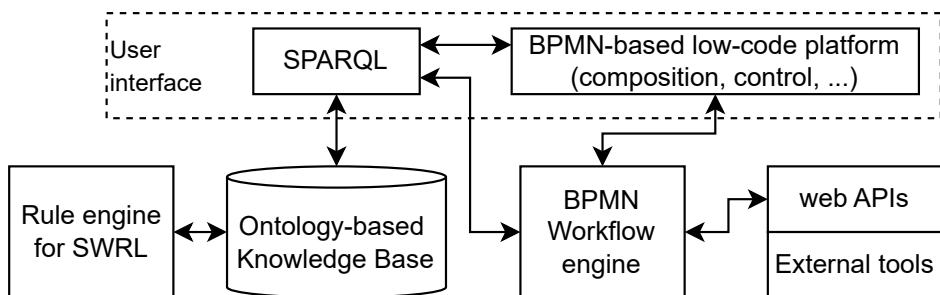 User
interface
SPARQL
BPMN-based low-code platform
(composition, control, ...)
Rule engine
for SWRL
Ontology-based
Knowledge Base
BPMN
Workflow
engine
web APIs
External tools